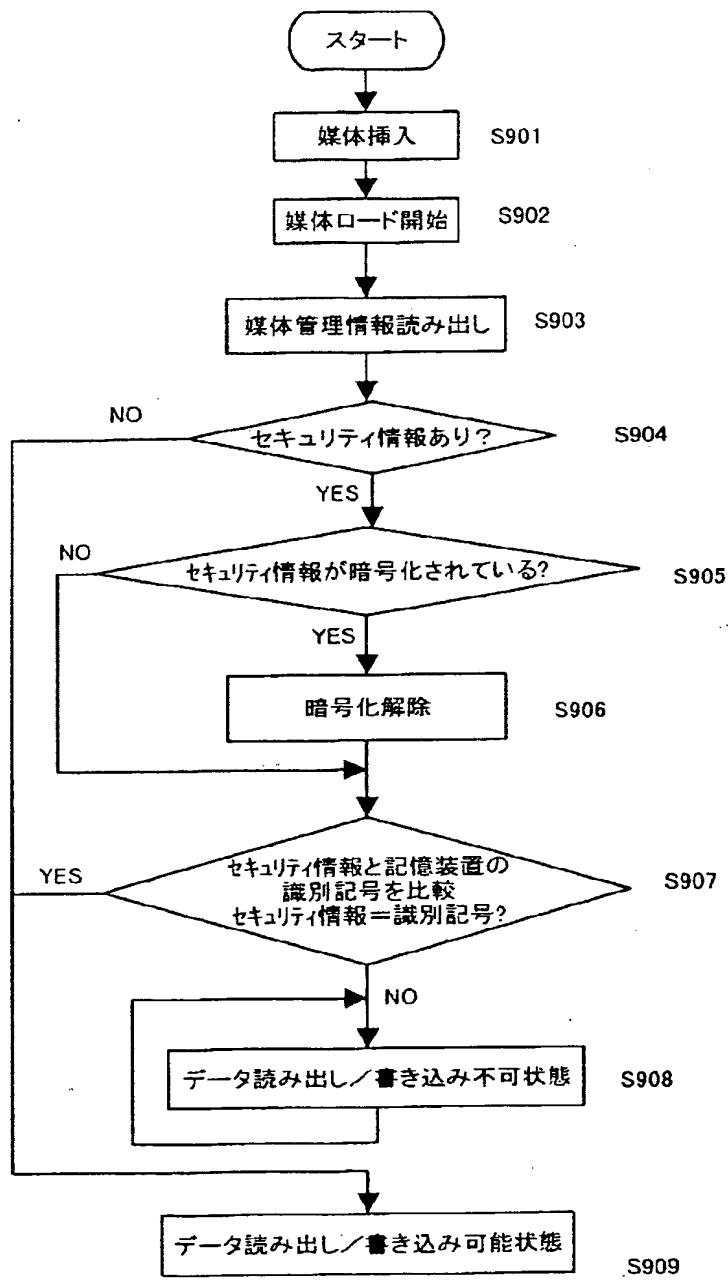 スタート
媒体挿入
S901
媒体ロード開始
S902
媒体管理情報読み出し
S903
NO
セキュリティ情報あり？
S904
YES
NO
セキュリティ情報が暗号化されている？
S905
YES
暗号化解除
S906
YES
セキュリティ情報と記憶装置の
識別記号を比較
セキュリティ情報＝識別記号？
S907
NO
データ読み出し／書き込み不可状態
S908
データ読み出し／書き込み可能状態
S909